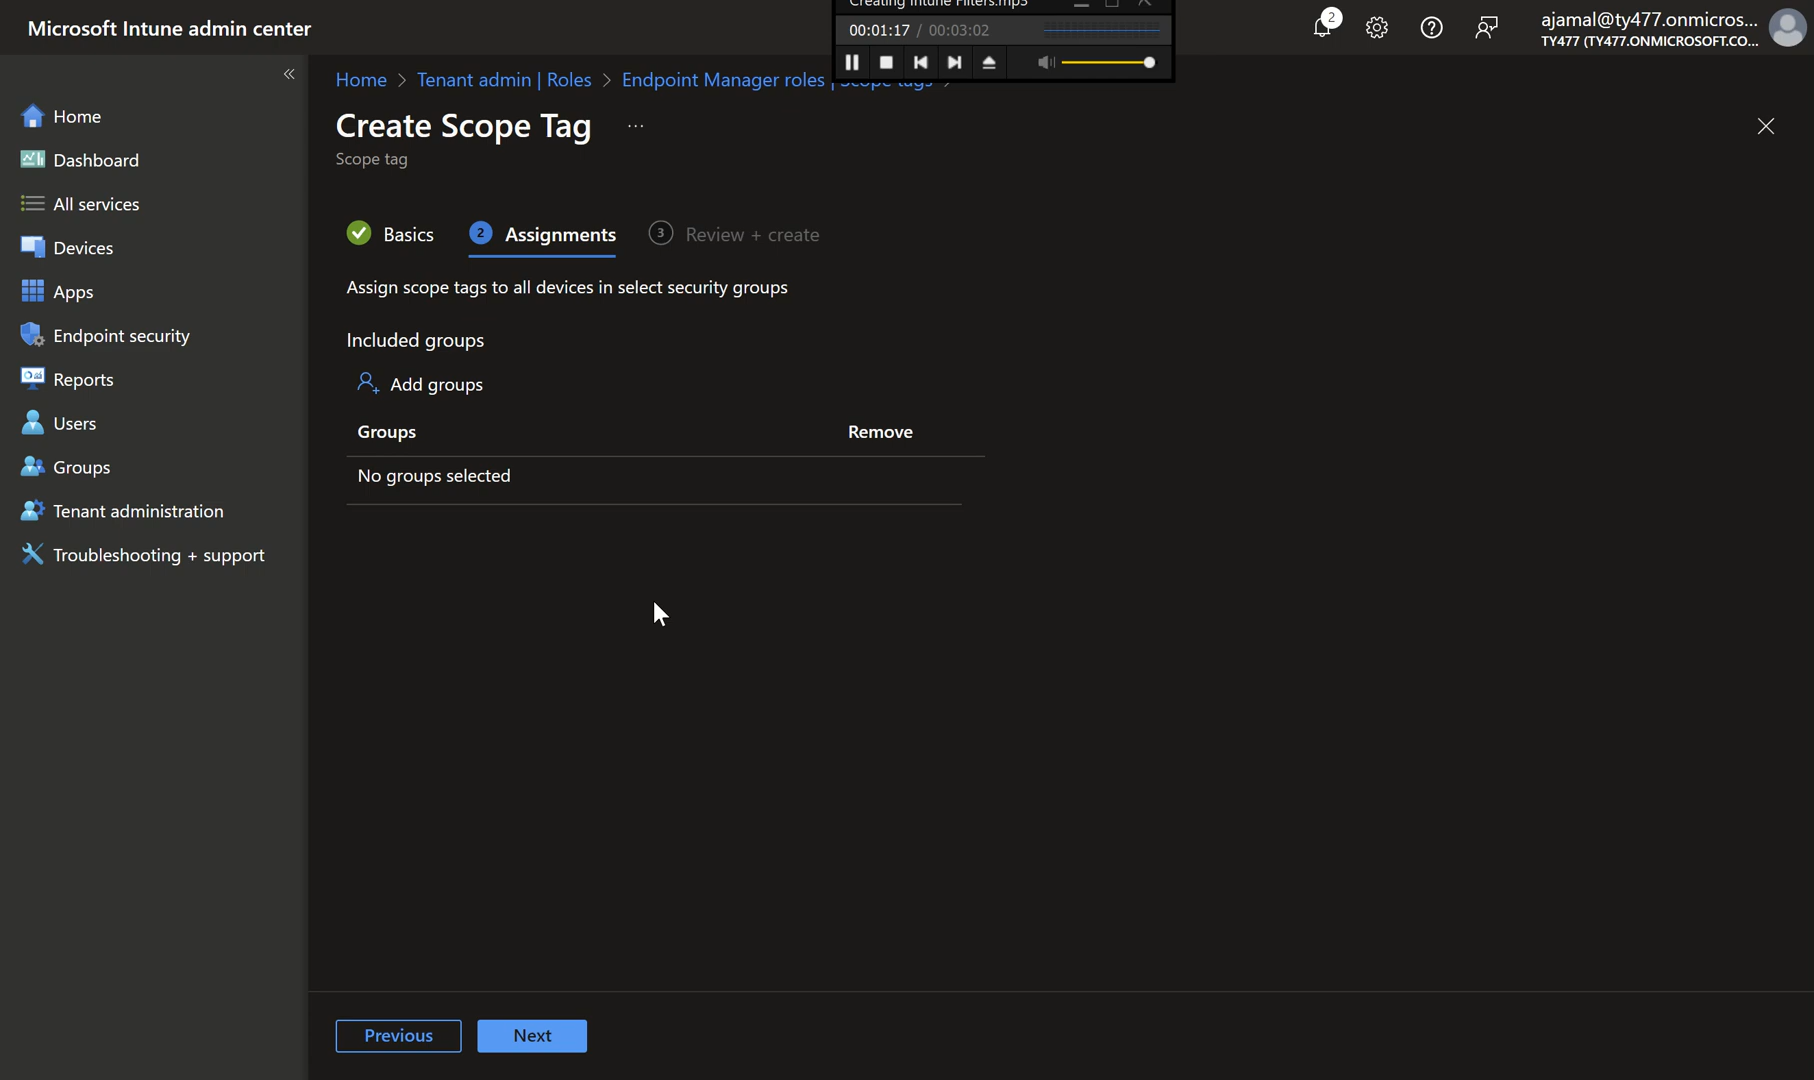 Microsoft Intune admin center
Creating Intune Filters.mp3
00:01:17 / 00:03:02
2
ajamal@ty477.onmicros...
TY477 (TY477.ONMICROSOFT.CO...
Home > Tenant admin | Roles > Endpoint Manager roles | Scope tags >
Create Scope Tag ...
Scope tag
Home
Dashboard
All services
Devices
Apps
Endpoint security
Reports
Users
Groups
Tenant administration
Troubleshooting + support
Basics
2 Assignments
3 Review + create
Assign scope tags to all devices in select security groups
Included groups
Add groups
Groups Remove
No groups selected
Previous Next